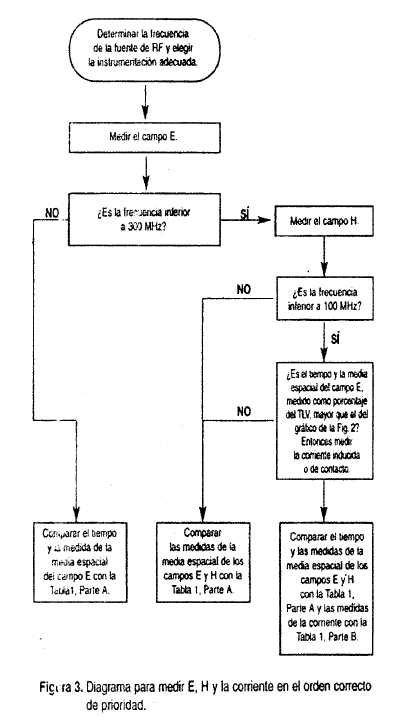 Determinar la frecuencia
de la fuente de RF y elegir
la instrumentación adecuada.
Medir el campo E.
¿Es la frecuencia inferior
a 300 MHz?
NO
SÍ
Medir el campo H.
¿Es la frecuencia
inferior a 100 MHz?
NO
SÍ
¿Es el tiempo y la media
espacial del campo E,
medido como porcentaje
del TLV, mayor que el del
gráfico de la Fig. 2?
Entonces medir
la corriente inducida
o de contacto.
NO
Comparar el tiempo
y la medida de la
media espacial
del campo E con la
Tabla1, Parte A.
Comparar
las medidas de la
media espacial de los
campos E y H con la
Tabla 1, Parte A.
Comparar el tiempo
y las medidas de la
media espacial de los
campos E y H
con la Tabla 1,
Parte A y las medidas
de la corriente con la
Tabla 1, Parte B.
Figura 3. Diagrama para medir E, H y la corriente en el orden correcto
de prioridad.